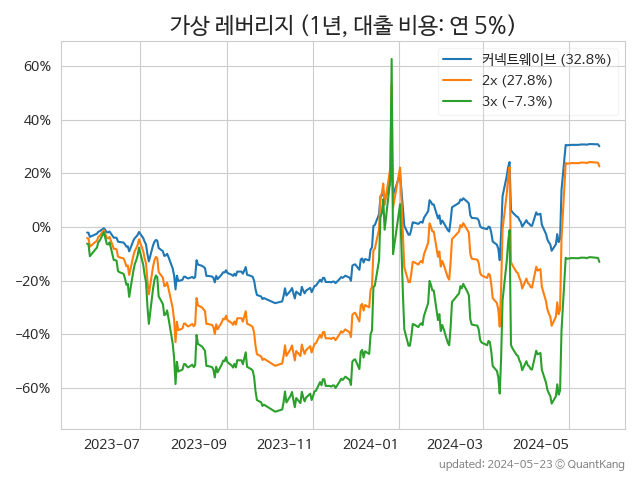 가상 레버리지 (1년, 대출 비용: 연 5%)
커넥트웨이브 (32.8%)
2x (27.8%)
3x (−7.3%)
60%
40%
20%
0%
−20%
−40%
−60%
2023-07
2023-09
2023-11
2024-01
2024-03
2024-05
updated: 2024-05-23 © QuantKang